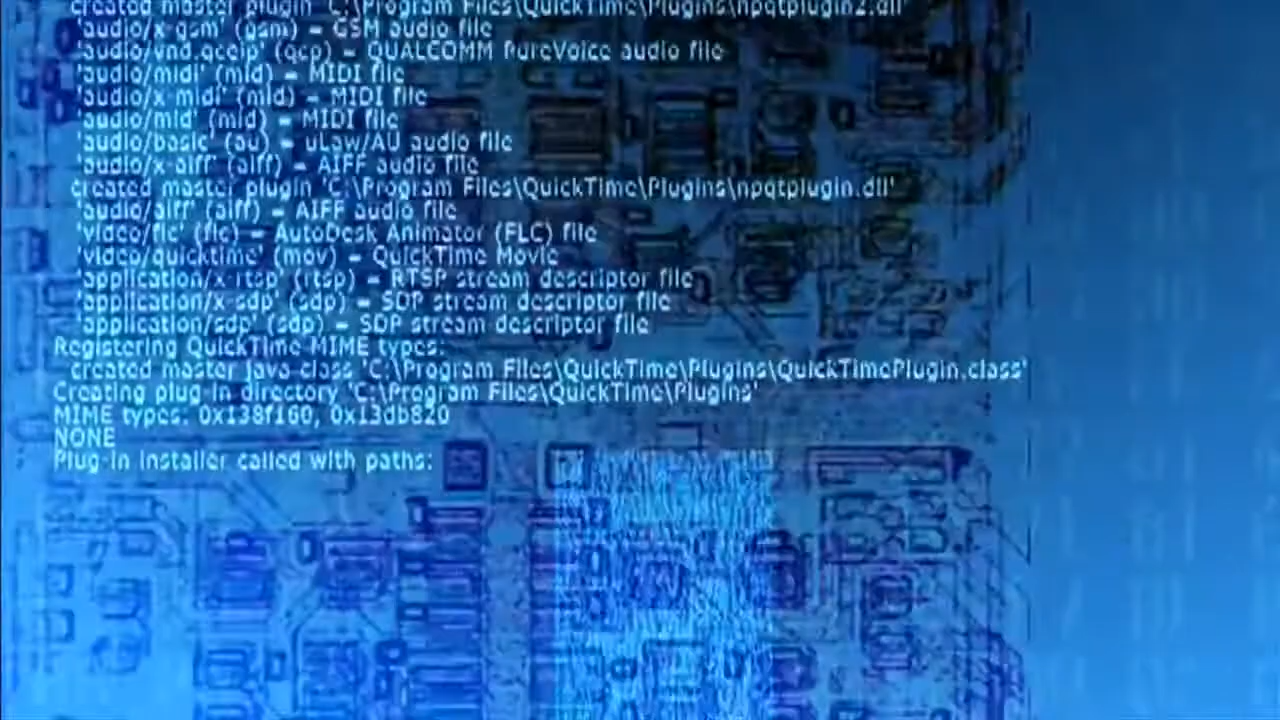 created master plugin 'C:\Program Files\QuickTime\Plugins\npqtplugin2.dll'
'audio/x-gsm' (gsm) = GSM audio file
'audio/vnd.qcelp' (qcp) = QUALCOMM PureVoice audio file
'audio/midi' (mid) = MIDI file
'audio/x-midi' (mid) = MIDI file
'audio/mid' (mid) = MIDI file
'audio/basic' (au) = uLaw/AU audio file
'audio/x-aiff' (aiff) = AIFF audio file
created master plugin 'C:\Program Files\QuickTime\Plugins\npqtplugin.dll'
'audio/aiff' (aiff) = AIFF audio file
'video/flc' (flc) = AutoDesk Animator (FLC) file
'video/quicktime' (mov) = QuickTime Movie
'application/x-rtsp' (rtsp) = RTSP stream descriptor file
'application/x-sdp' (sdp) = SDP stream descriptor file
'application/sdp' (sdp) = SDP stream descriptor file
Registering QuickTime MIME types:
created master java-class 'C:\Program Files\QuickTime\Plugins\QuickTimePlugin.class'
Creating plug-in directory 'C:\Program Files\QuickTime\Plugins'
MIME types: 0x138f160, 0x13db820
NONE
Plug-in installer called with paths: